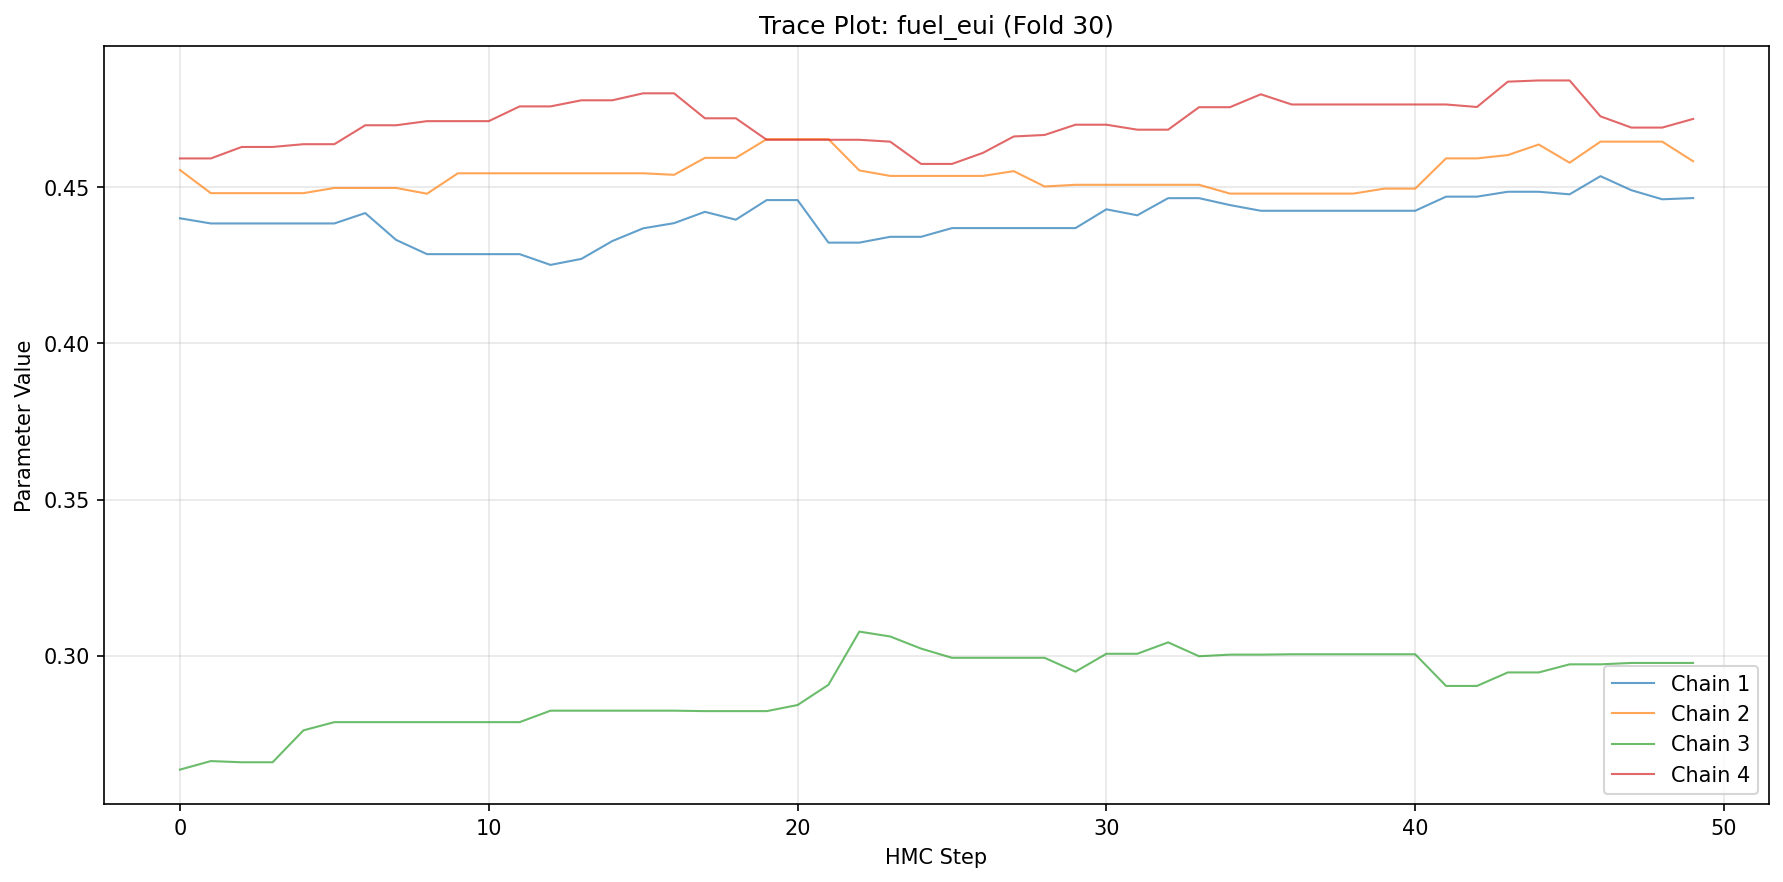 Trace Plot: fuel_eui (Fold 30)
Parameter Value
0.45
0.40
0.35
0.30
0
10
20
30
40
50
HMC Step
Chain 1
Chain 2
Chain 3
Chain 4